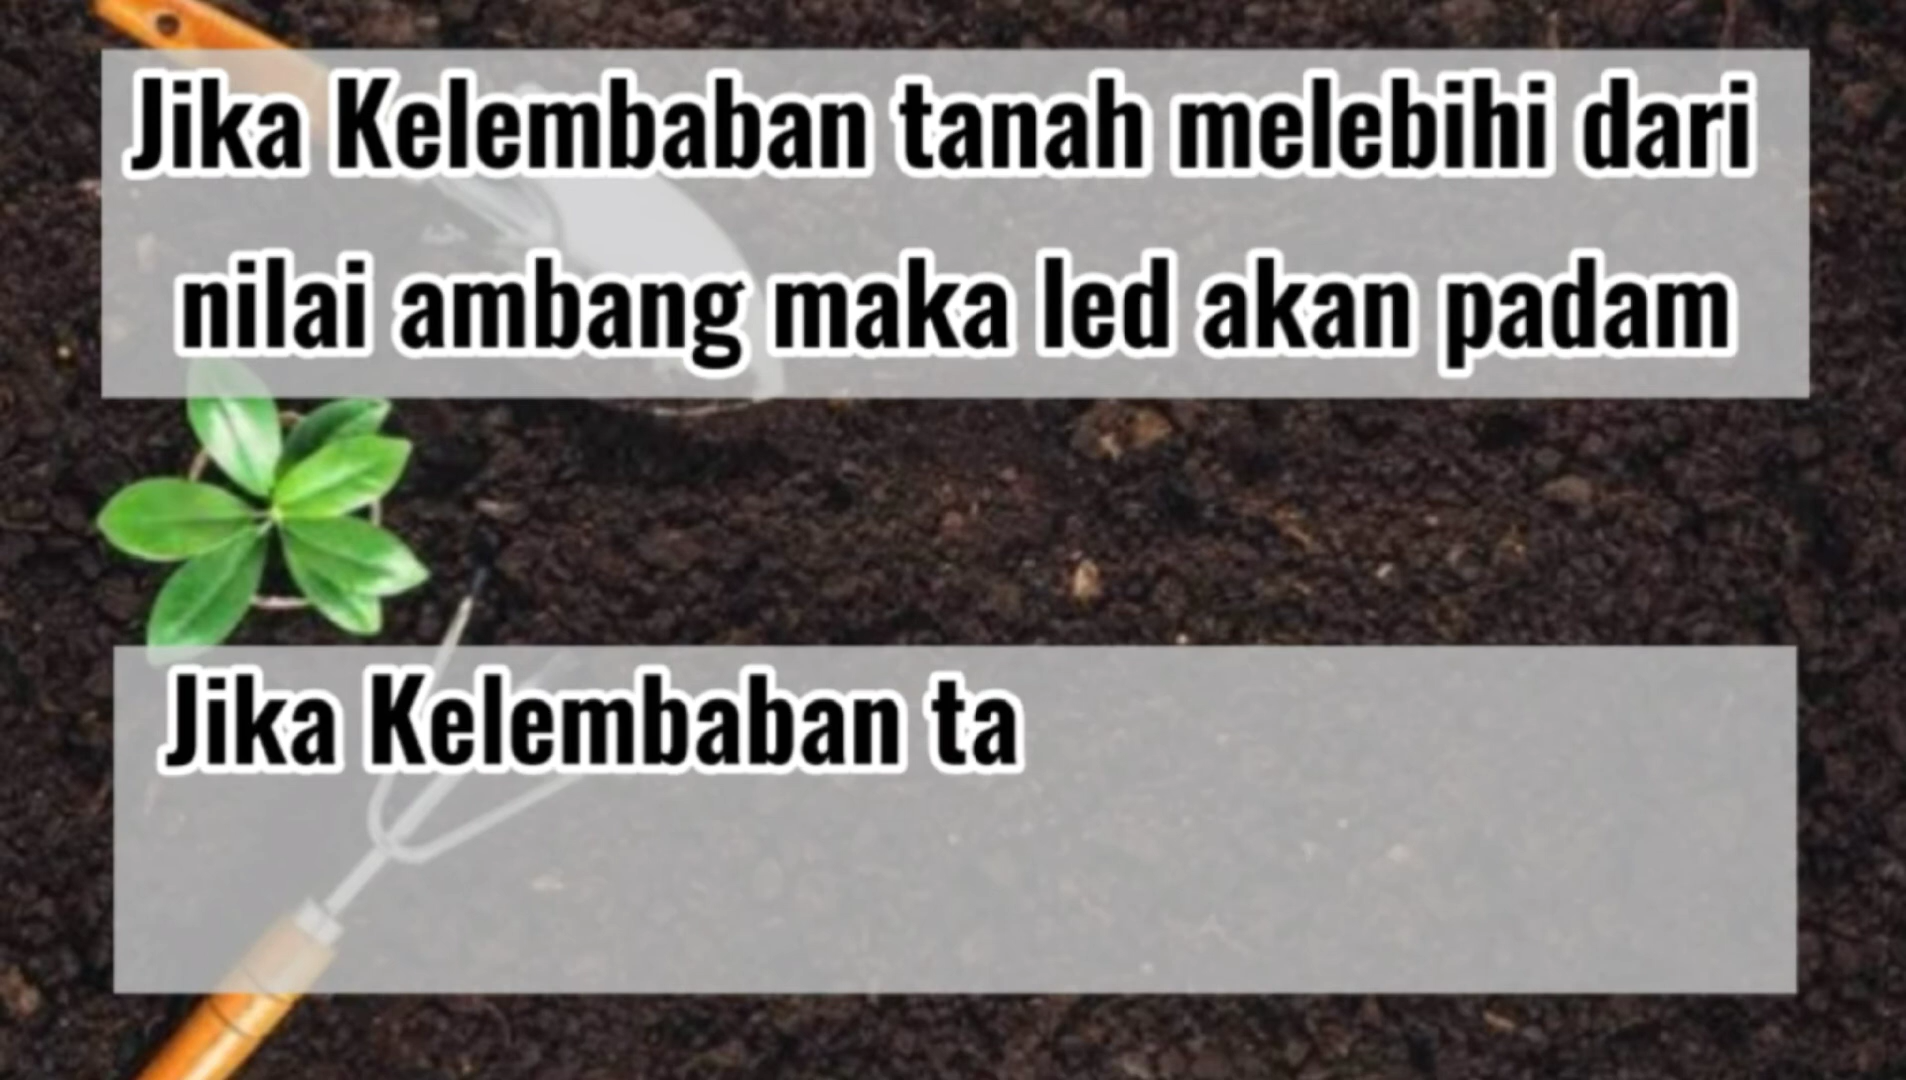 Jika Kelembaban tanah melebihi dari
nilai ambang maka led akan padam
Jika Kelembaban ta